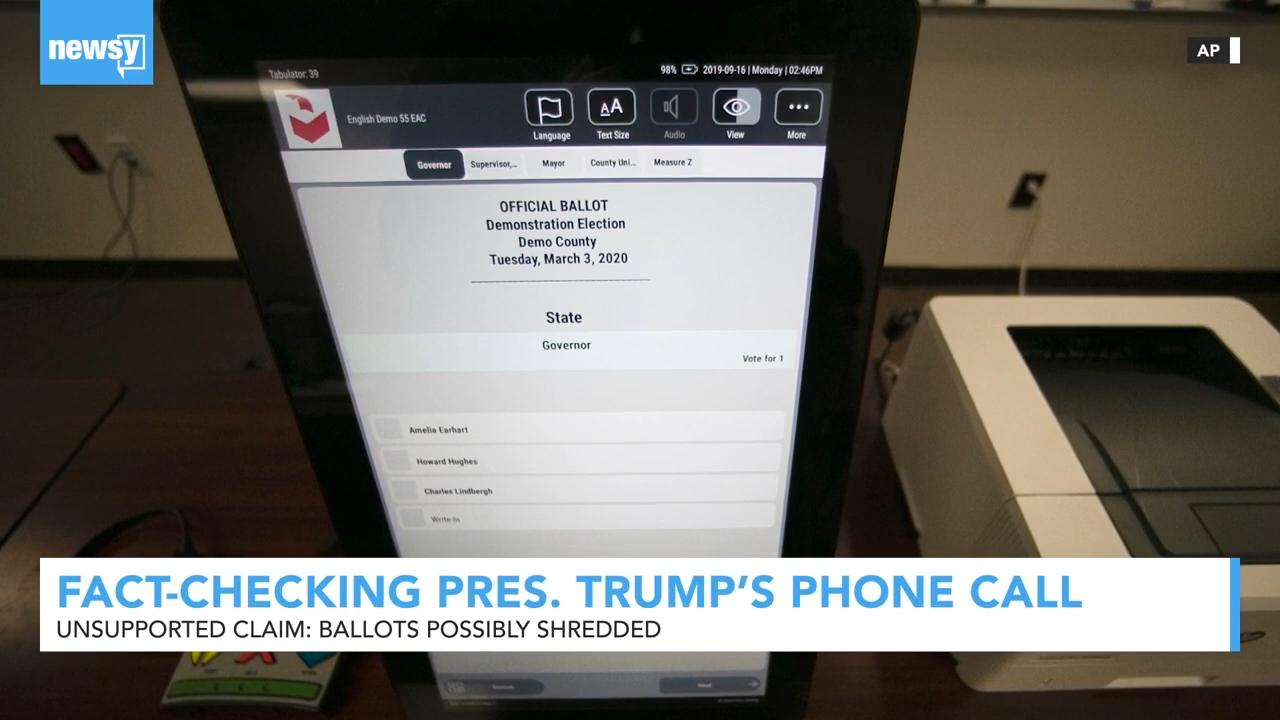 newsy
AP
Tabulator: 39
98% 2019-09-16 | Monday | 02:46PM
English Demo 55 EAC
Language Text Size Audio View More
Governor Supervisor,... Mayor County Uni... Measure Z
OFFICIAL BALLOT
Demonstration Election
Demo County
Tuesday, March 3, 2020
State
Governor
Vote for 1
Amelia Earhart
Howard Hughes
Charles Lindbergh
Write-in
FACT-CHECKING PRES. TRUMP'S PHONE CALL
UNSUPPORTED CLAIM: BALLOTS POSSIBLY SHREDDED
Next